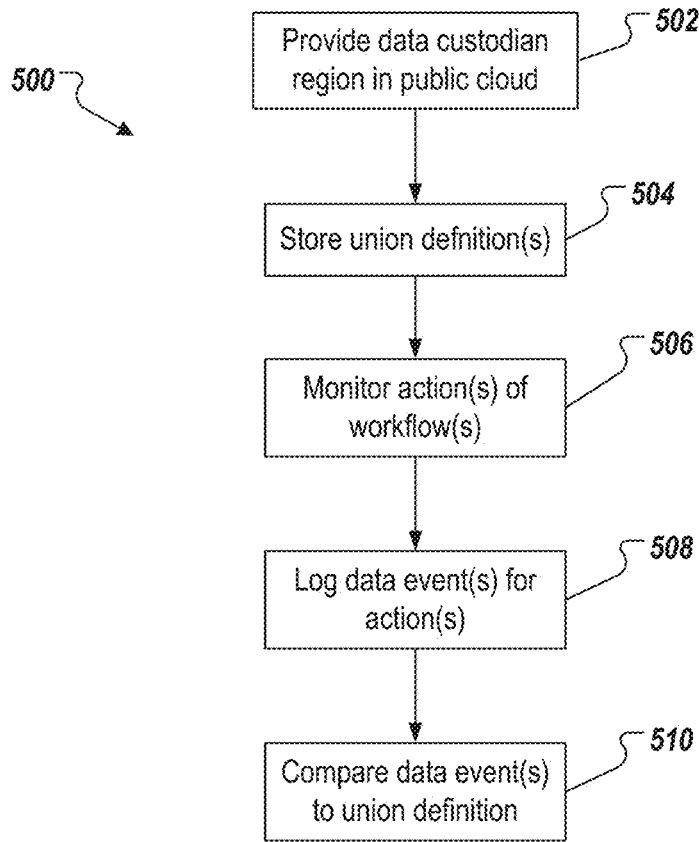 502
Provide data custodian
region in public cloud
500
504
Store union defnition(s)
506
Monitor action(s) of
workflow(s)
508
Log data event(s) for
action(s)
510
Compare data event(s)
to union definition